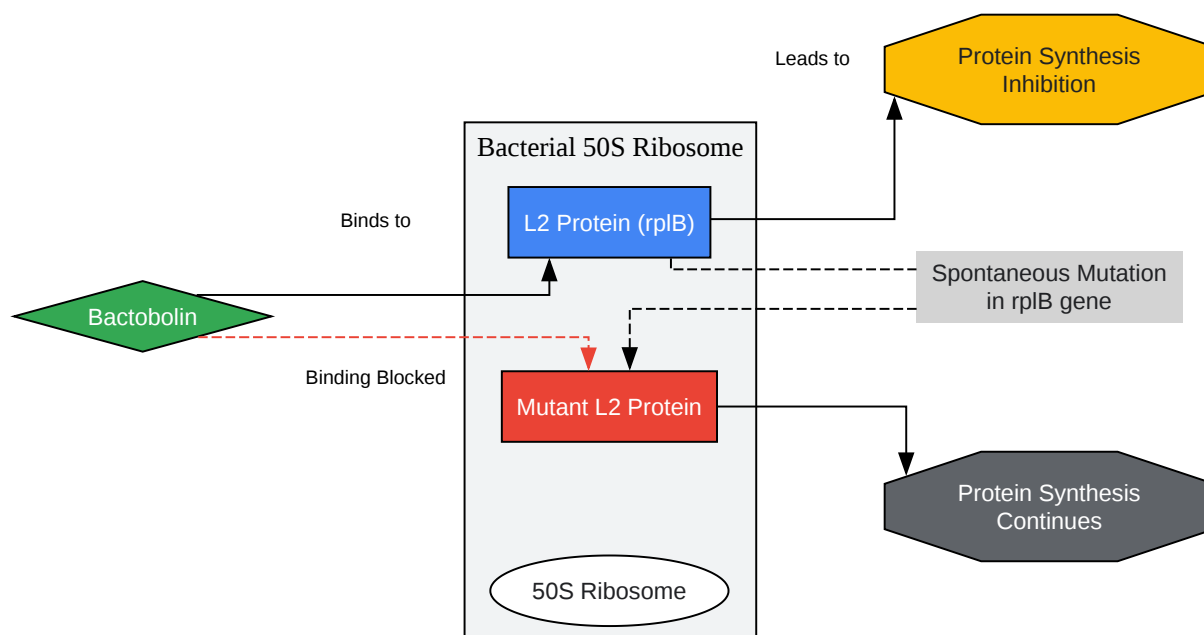 Leads to
Protein Synthesis
Inhibition
Bacterial 50S Ribosome
Binds to
L2 Protein (rplB)
Spontaneous Mutation
in rplB gene
Bactobolin
Binding Blocked
Mutant L2 Protein
Protein Synthesis
Continues
50S Ribosome